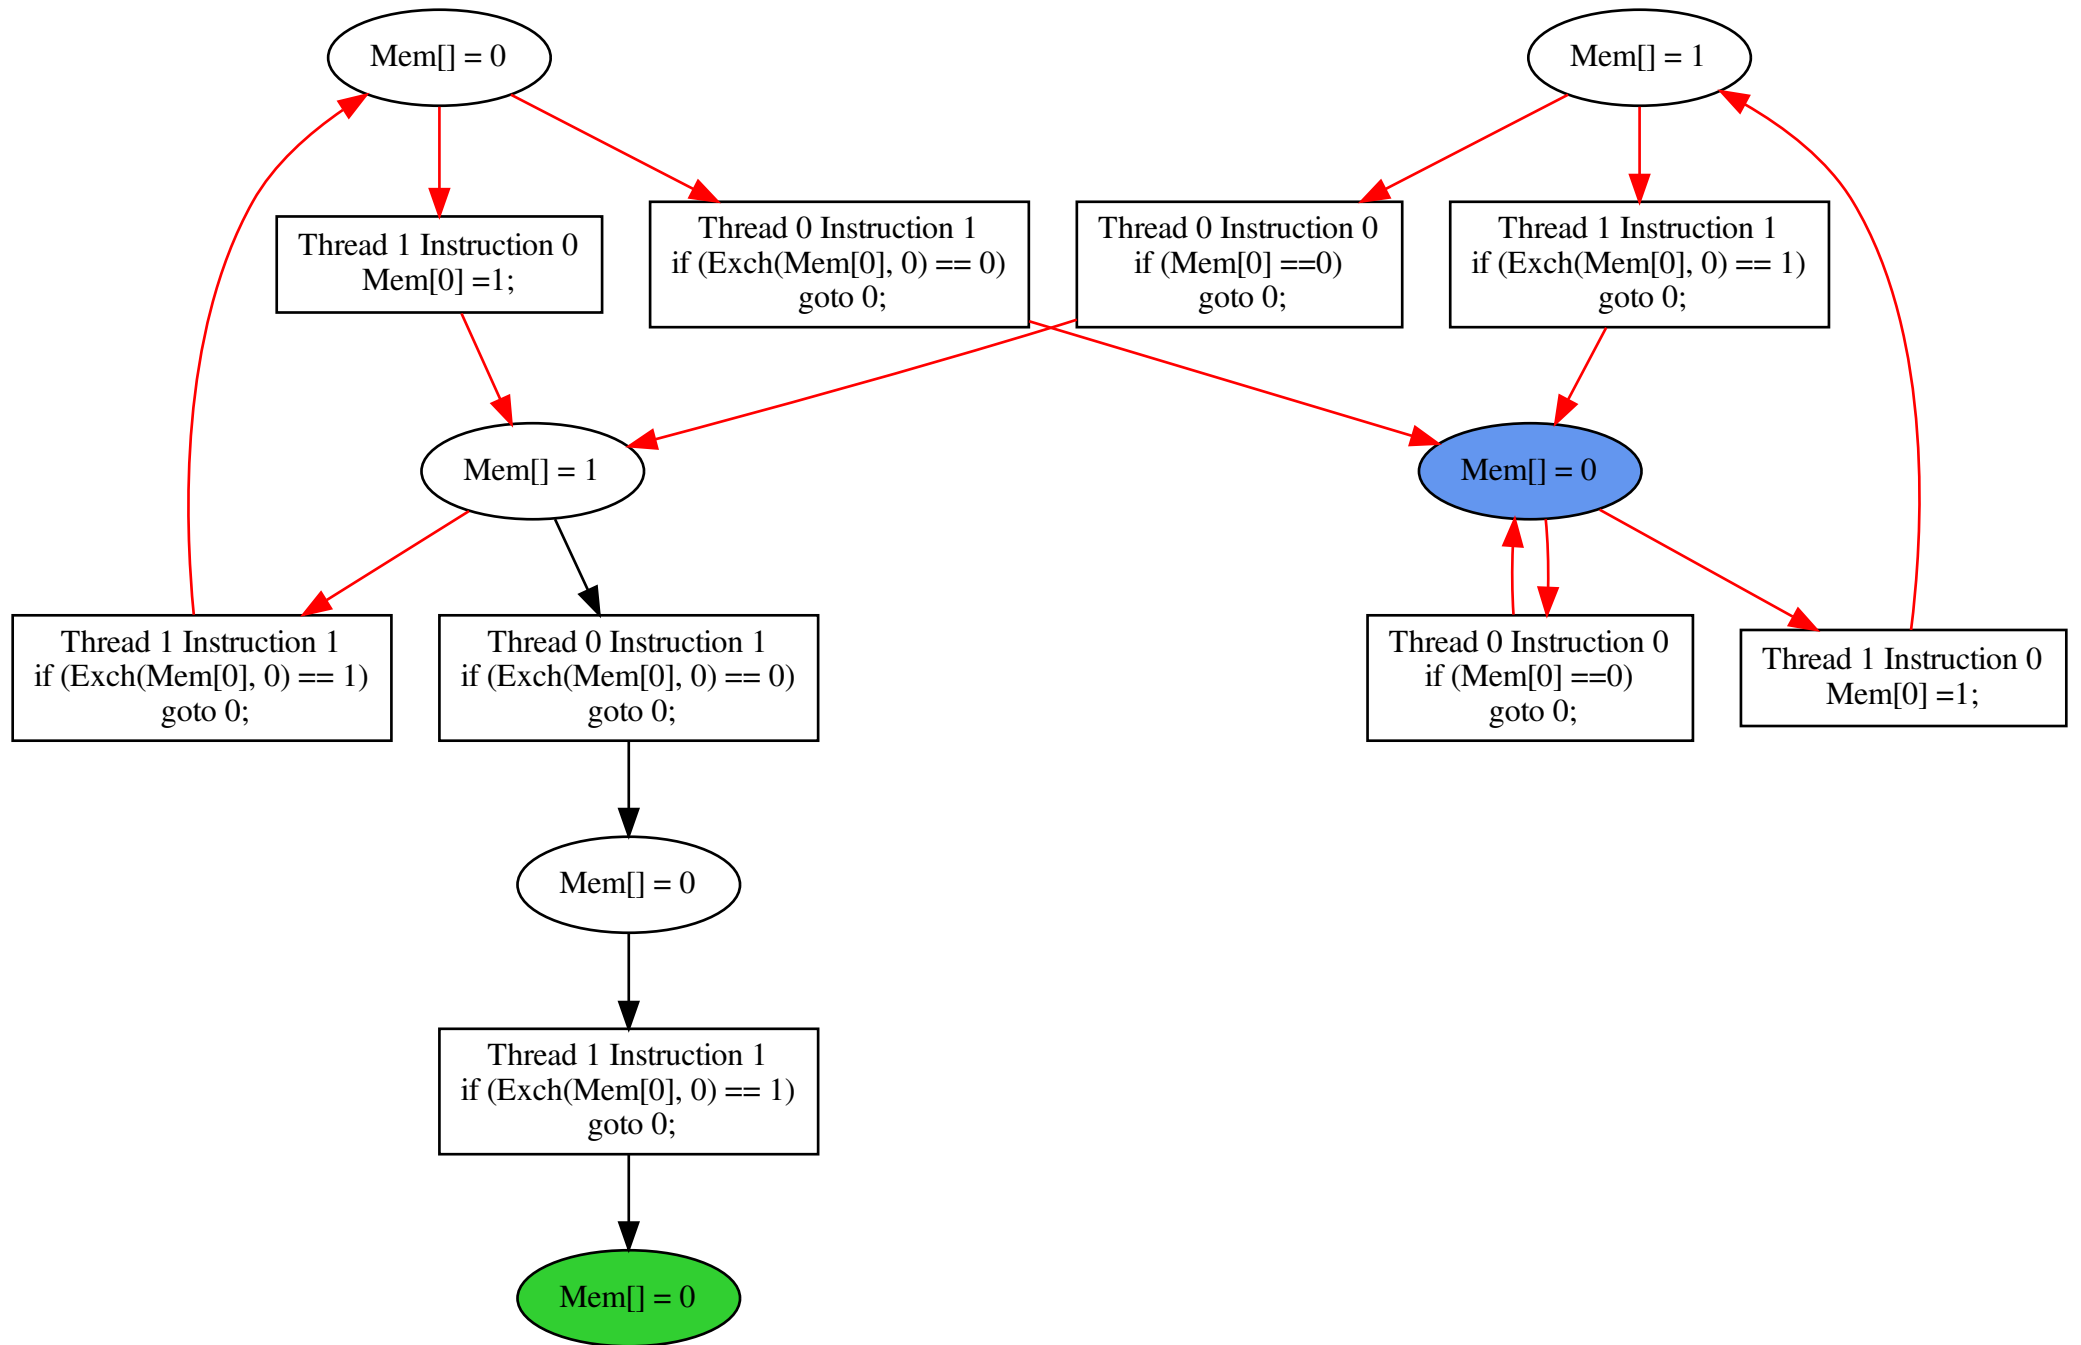 Mem[] = 0
Mem[] = 1
Thread 1 Instruction 0
Mem[0] =1;
Thread 0 Instruction 1
if (Exch(Mem[0], 0) == 0)
goto 0;
Thread 0 Instruction 0
if (Mem[0] ==0)
goto 0;
Thread 1 Instruction 1
if (Exch(Mem[0], 0) == 1)
goto 0;
Mem[] = 1
Mem[] = 0
Thread 1 Instruction 1
if (Exch(Mem[0], 0) == 1)
goto 0;
Thread 0 Instruction 1
if (Exch(Mem[0], 0) == 0)
goto 0;
Thread 0 Instruction 0
if (Mem[0] ==0)
goto 0;
Thread 1 Instruction 0
Mem[0] =1;
Mem[] = 0
Thread 1 Instruction 1
if (Exch(Mem[0], 0) == 1)
goto 0;
Mem[] = 0